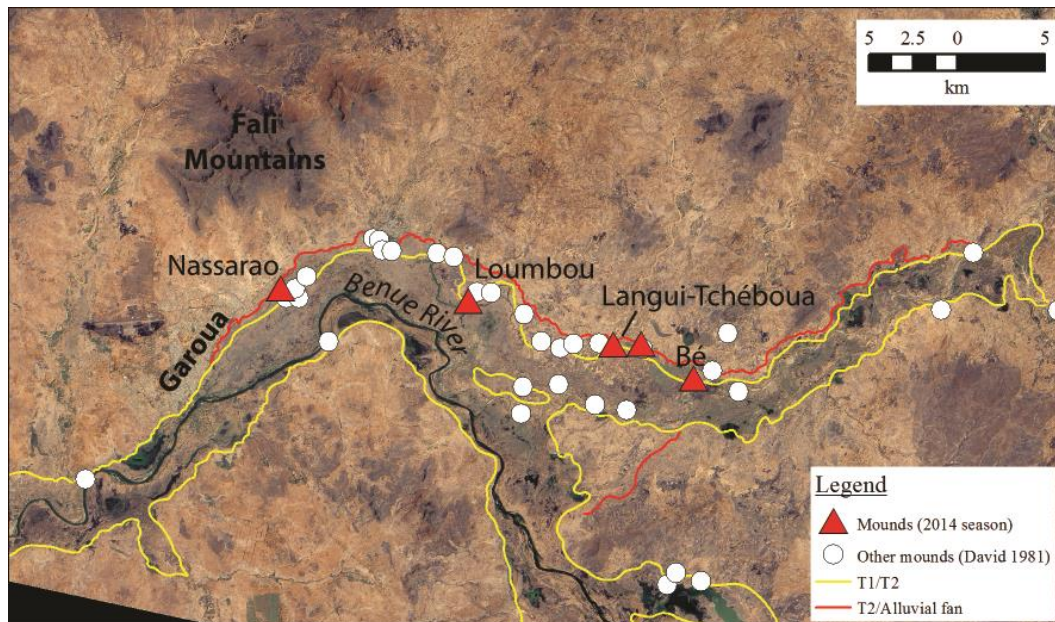 5 2.5 0 5
km
Fali
Mountains
Nassarao
Loumbou
Benue River
Langui-Tchéboua
Garoua
Bé
Legend
Mounds (2014 season)
Other mounds (David 1981)
T1/T2
T2/Alluvial fan